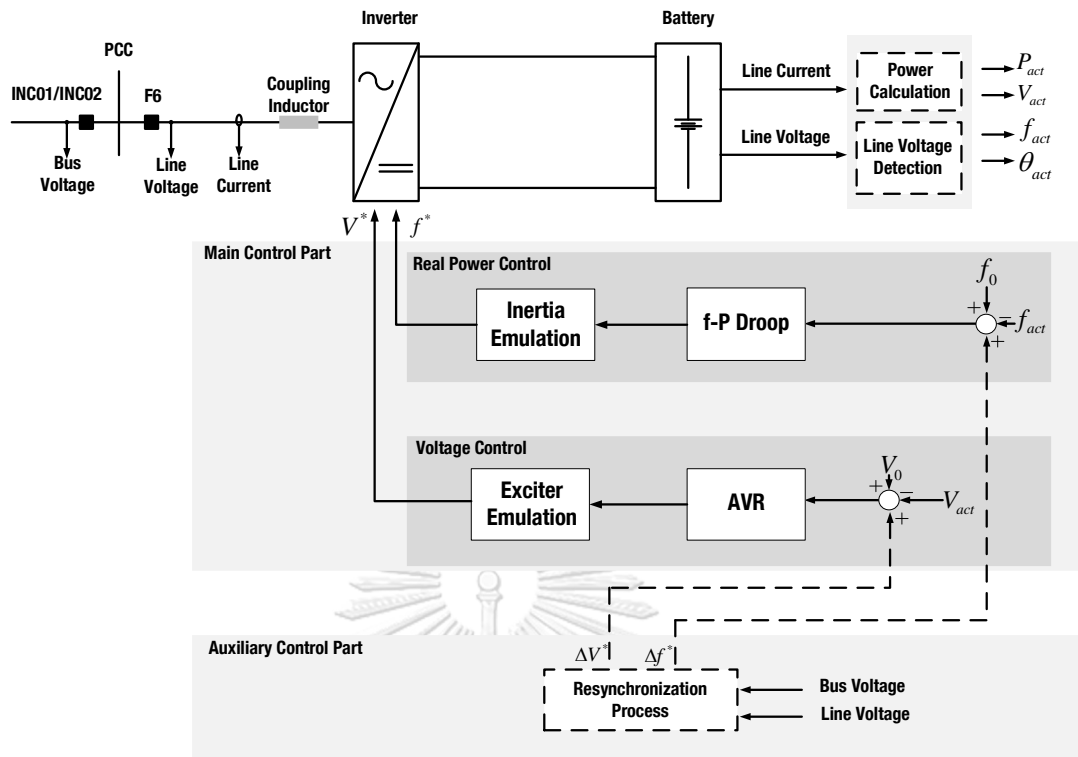 Inverter
Battery
PCC
INC01/INC02
F6
Coupling
Inductor
Bus
Voltage
Line
Voltage
Line
Current
Line Current
Line Voltage
Power
Calculation
Line Voltage
Detection
P_act
V_act
f_act
θ_act
V*
f*
Main Control Part
Real Power Control
Inertia
Emulation
f-P Droop
f_0
+
−
+
f_act
Voltage Control
Exciter
Emulation
AVR
V_0
+
−
+
V_act
Auxiliary Control Part
ΔV*
Δf*
Resynchronization
Process
Bus Voltage
Line Voltage